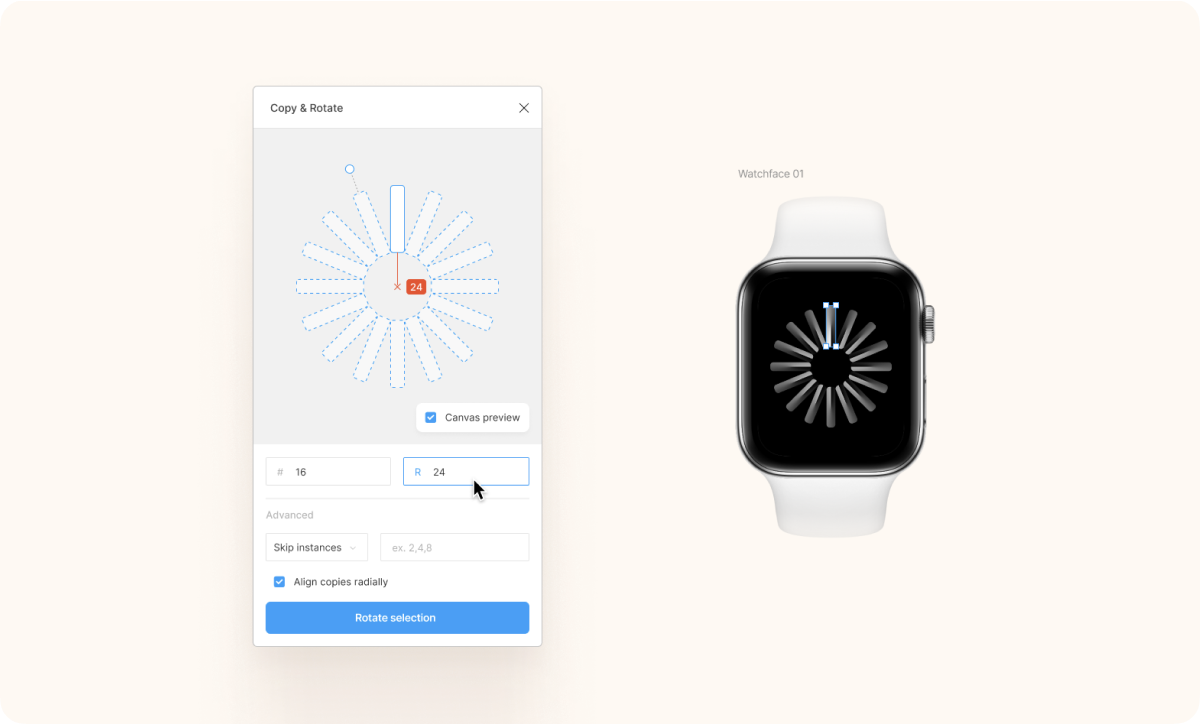 Copy & Rotate
Watchface 01
24
Canvas preview
# 16
R 24
Advanced
Skip instances
ex. 2,4,8
Align copies radially
Rotate selection